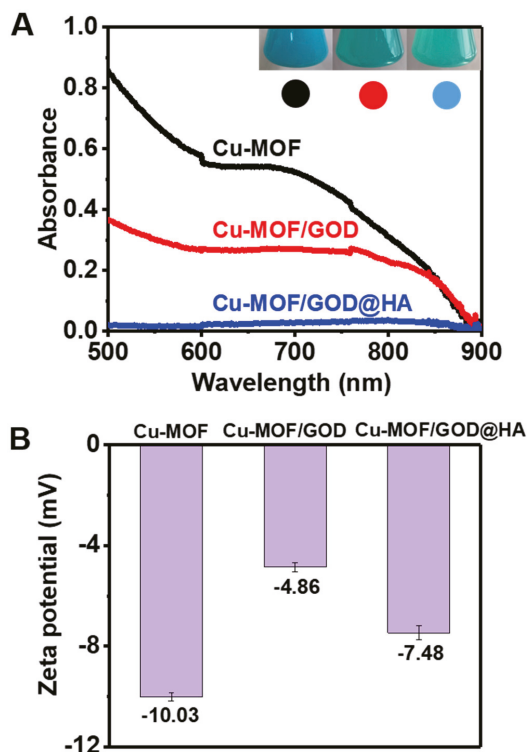 A
1.0
0.8
0.6
0.4
0.2
0.0
Absorbance
Cu-MOF
Cu-MOF/GOD
Cu-MOF/GOD@HA
500 600 700 800 900
Wavelength (nm)
B
Cu-MOF Cu-MOF/GOD Cu-MOF/GOD@HA
0
-4
-8
-12
Zeta potential (mV)
-4.86
-7.48
-10.03